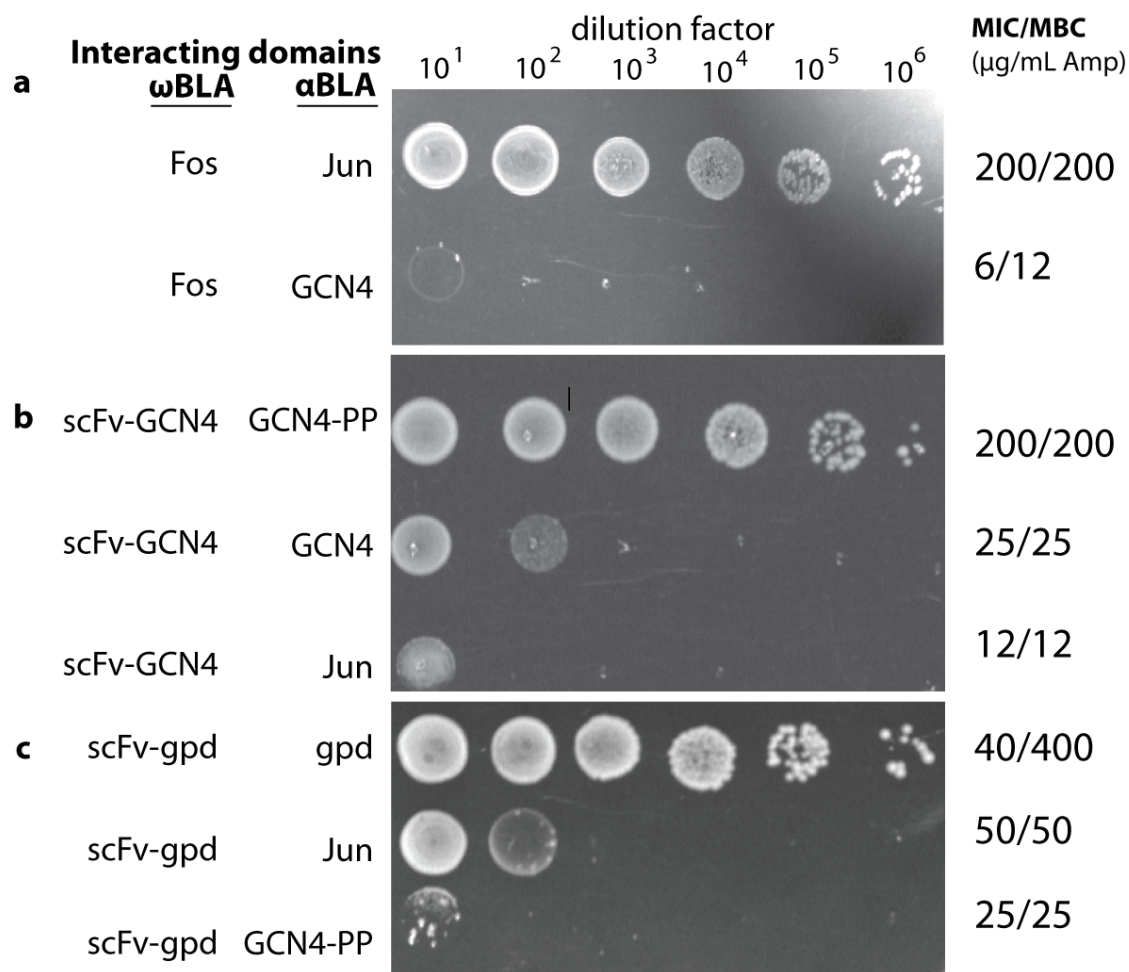 dilution factor
MIC/MBC
(μg/mL Amp)
Interacting domains
ωBLA αBLA
10¹ 10² 10³ 10⁴ 10⁵ 10⁶
a
Fos Jun 200/200
Fos GCN4 6/12
b
scFv-GCN4 GCN4-PP 200/200
scFv-GCN4 GCN4 25/25
scFv-GCN4 Jun 12/12
c
scFv-gpd gpd 40/400
scFv-gpd Jun 50/50
scFv-gpd GCN4-PP 25/25